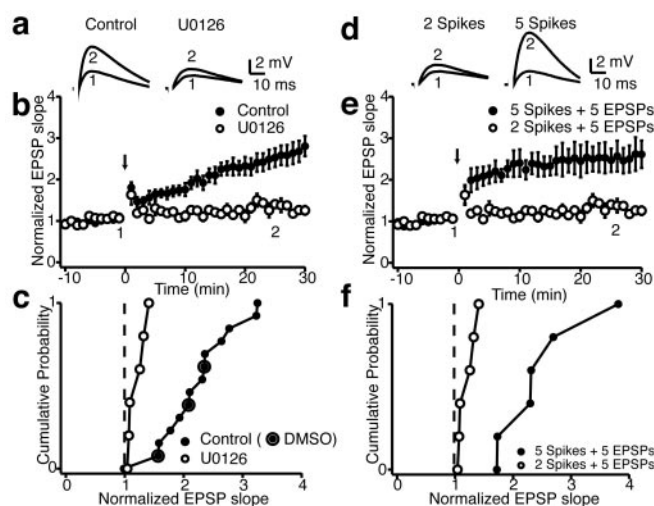 a
Control
U0126
2
1
2
1
2 mV
10 ms
b
Normalized EPSP slope
4
3
2
1
0
Control
U0126
1
2
-10
0
10
20
30
Time (min)
c
Cumulative Probability
1
0
Control ( DMSO)
U0126
0
1
2
3
4
Normalized EPSP slope
d
2 Spikes
5 Spikes
2
1
2
1
2 mV
10 ms
e
Normalized EPSP slope
4
3
2
1
0
5 Spikes + 5 EPSPs
2 Spikes + 5 EPSPs
1
2
-10
0
10
20
30
Time (min)
f
Cumulative Probability
1
0
5 Spikes + 5 EPSPs
2 Spikes + 5 EPSPs
0
1
2
3
4
Normalized EPSP slope